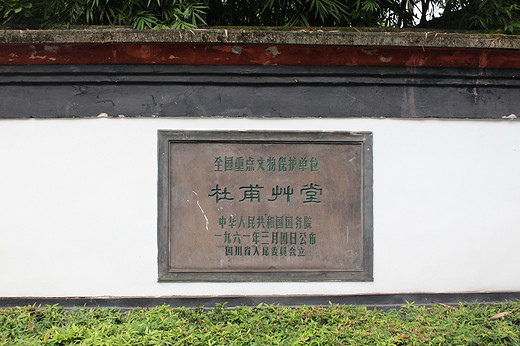 全国重点文物保护单位
杜甫艸堂
中华人民共和国国务院
一九六一年三月四日公布
四川省人民委员会立